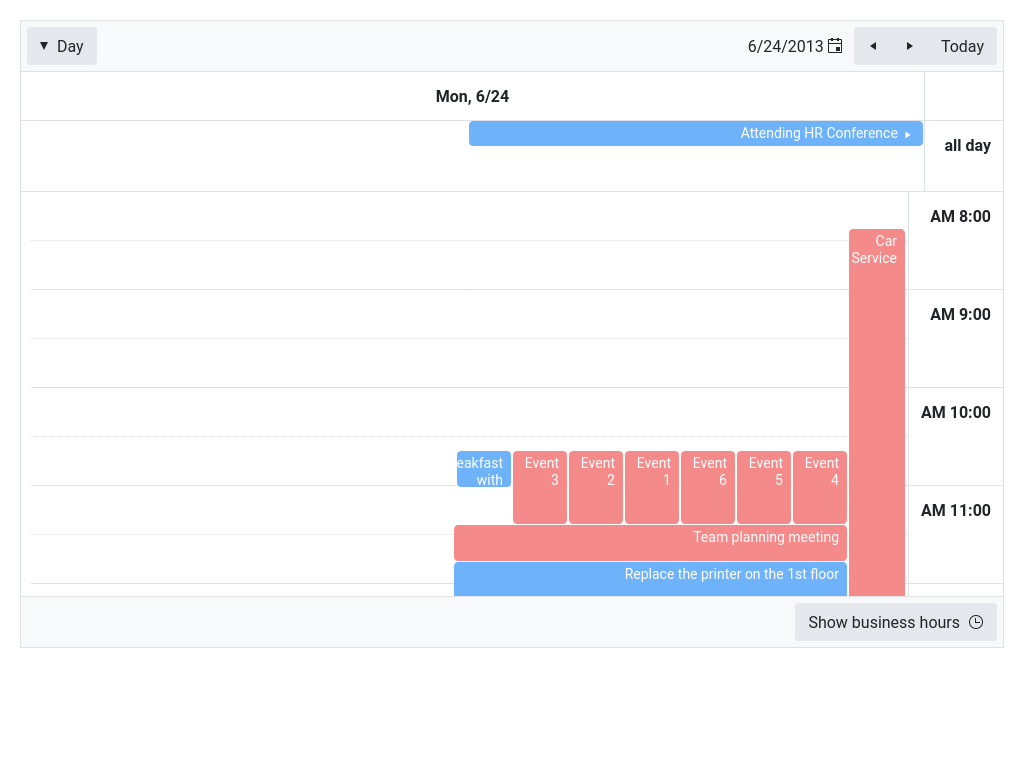 Day
6/24/2013
Today
Mon, 6/24
Attending HR Conference
all day
AM 8:00
Car
Service
AM 9:00
AM 10:00
eakfast
with
Event
3
Event
2
Event
1
Event
6
Event
5
Event
4
AM 11:00
Team planning meeting
Replace the printer on the 1st floor
Show business hours